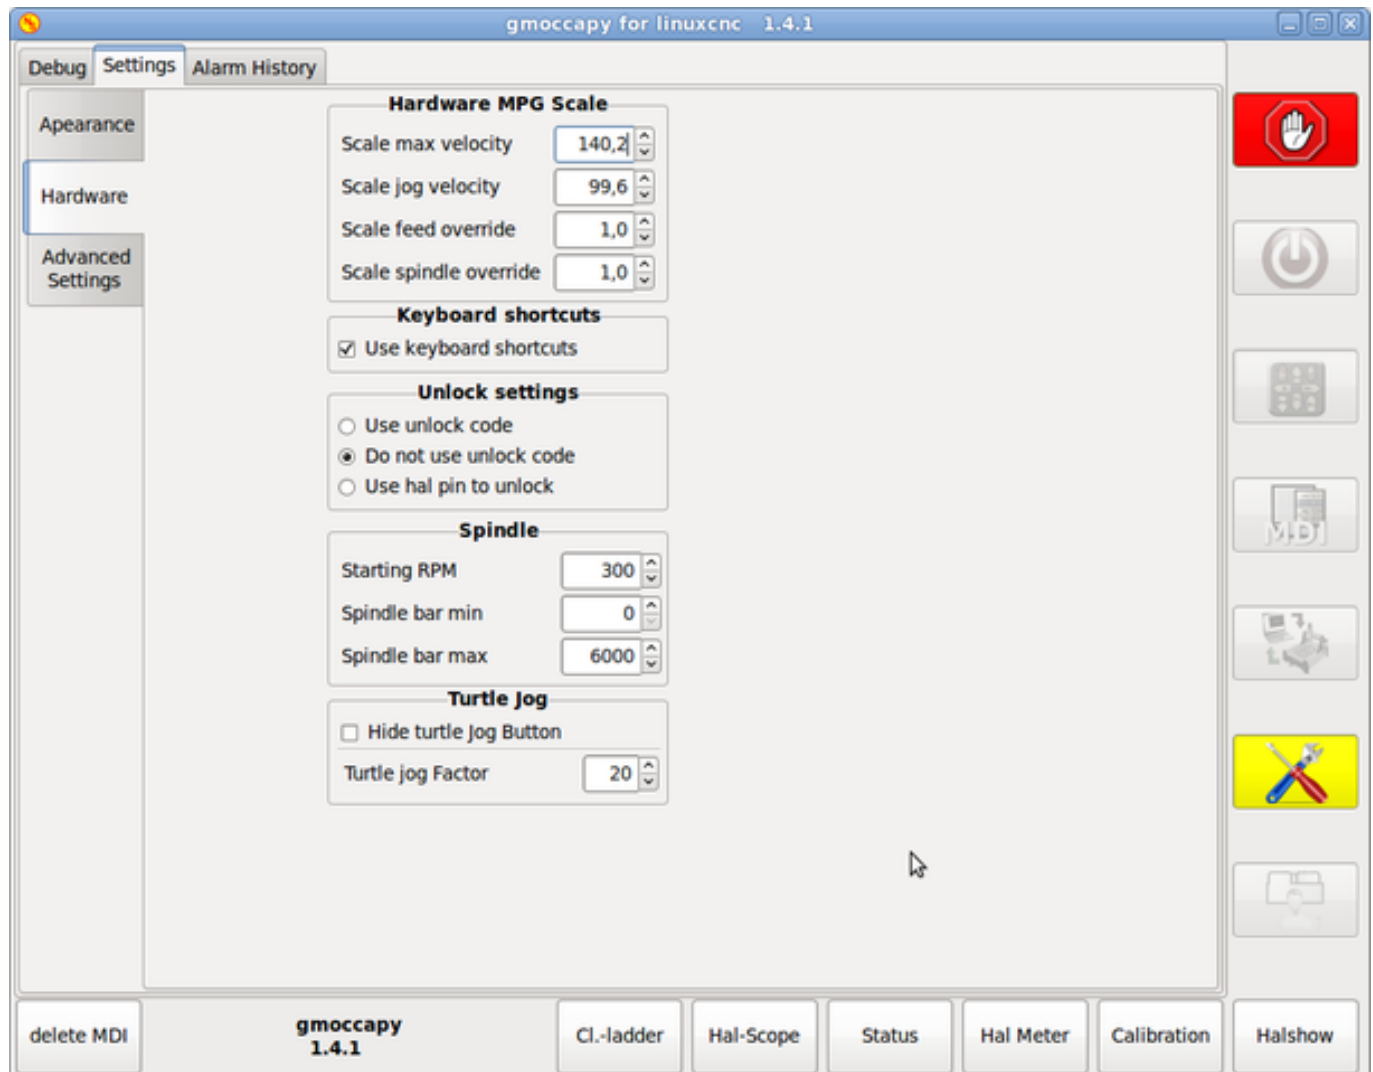 gmoccapy for linuxcnc 1.4.1
Debug Settings Alarm History
Apearance
Hardware
Advanced
Settings
Hardware MPG Scale
Scale max velocity 140,2
Scale jog velocity 99,6
Scale feed override 1,0
Scale spindle override 1,0
Keyboard shortcuts
Use keyboard shortcuts
Unlock settings
Use unlock code
Do not use unlock code
Use hal pin to unlock
Spindle
Starting RPM 300
Spindle bar min 0
Spindle bar max 6000
Turtle Jog
Hide turtle Jog Button
Turtle jog Factor 20
MDI
delete MDI
gmoccapy
1.4.1
Cl.-ladder Hal-Scope Status Hal Meter Calibration Halshow